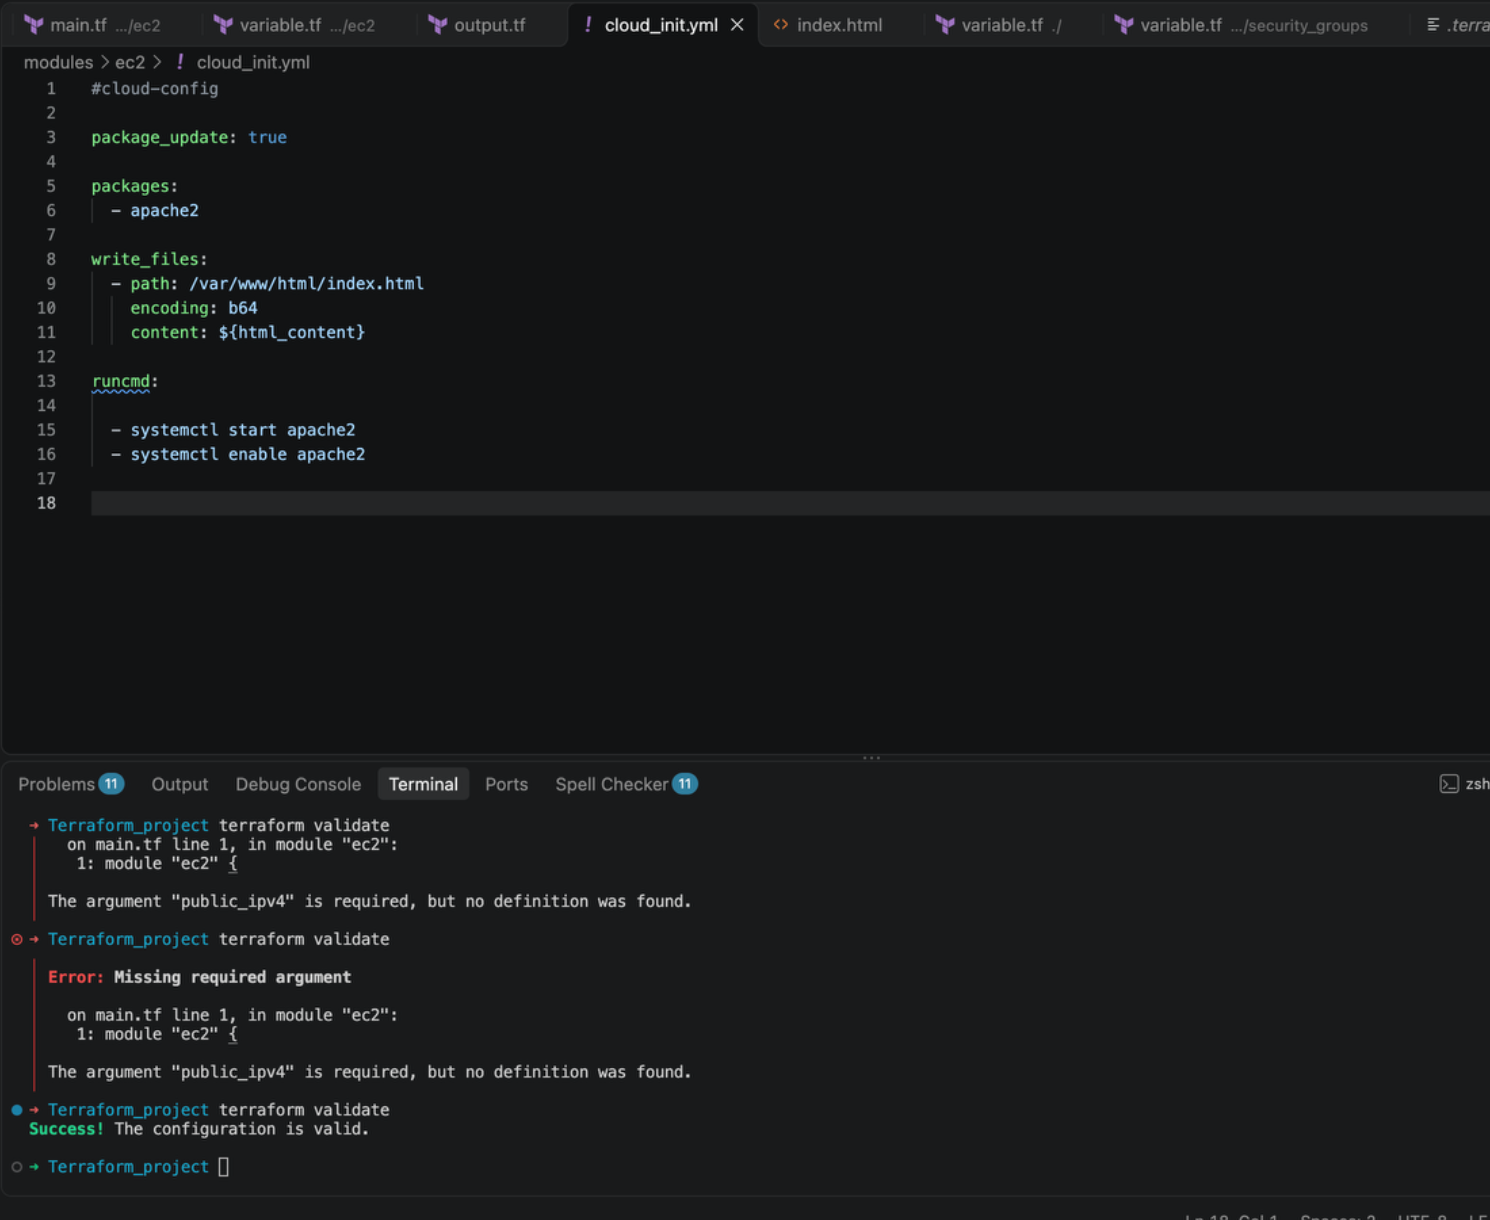 main.tf .../ec2 variable.tf .../ec2 output.tf ! cloud_init.yml × <> index.html variable.tf ./ variable.tf .../security_groups .terra
modules > ec2 > ! cloud_init.yml
1 #cloud-config
2
3 package_update: true
4
5 packages:
6 - apache2
7
8 write_files:
9 - path: /var/www/html/index.html
10 encoding: b64
11 content: ${html_content}
12
13 runcmd:
14
15 - systemctl start apache2
16 - systemctl enable apache2
17
18
Problems 11 Output Debug Console Terminal Ports Spell Checker 11 zsh
→ Terraform_project terraform validate
on main.tf line 1, in module "ec2":
1: module "ec2" {
The argument "public_ipv4" is required, but no definition was found.
→ Terraform_project terraform validate
Error: Missing required argument
on main.tf line 1, in module "ec2":
1: module "ec2" {
The argument "public_ipv4" is required, but no definition was found.
→ Terraform_project terraform validate
Success! The configuration is valid.
→ Terraform_project